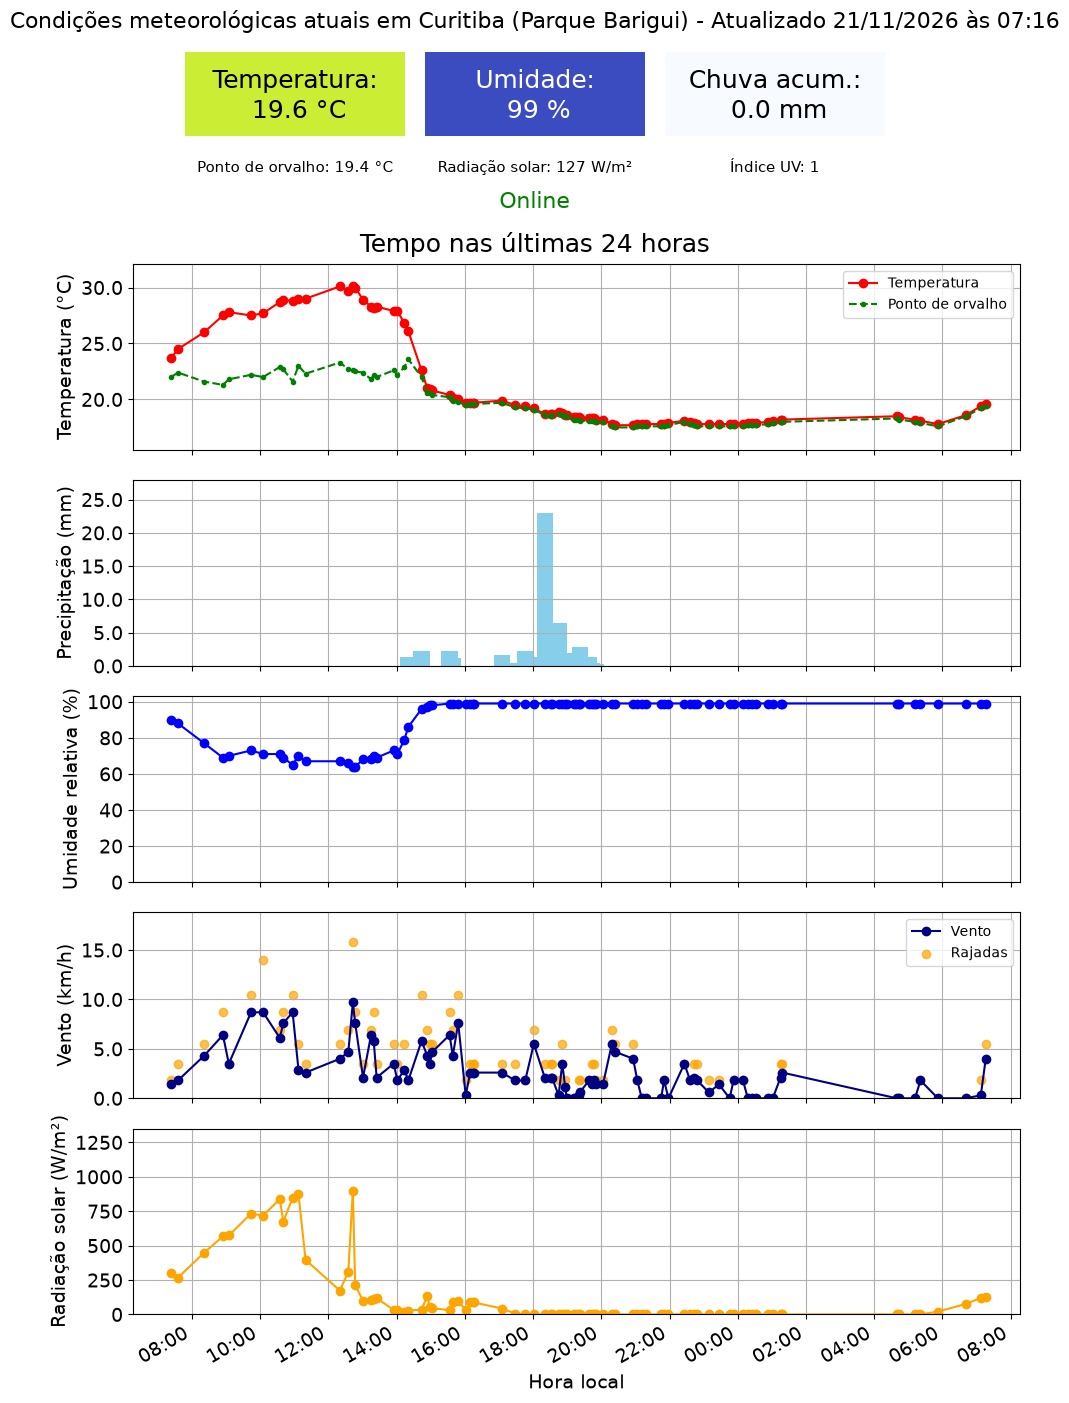 Condições meteorológicas atuais em Curitiba (Parque Barigui) - Atualizado 21/11/2026 às 07:16
Temperatura:
19.6 °C
Umidade:
99 %
Chuva acum.:
0.0 mm
Ponto de orvalho: 19.4 °C
Radiação solar: 127 W/m²
Índice UV: 1
Online
Tempo nas últimas 24 horas
Temperatura (°C)
30.0
25.0
20.0
Temperatura
Ponto de orvalho
Precipitação (mm)
25.0
20.0
15.0
10.0
5.0
0.0
Umidade relativa (%)
100
80
60
40
20
0
Vento (km/h)
15.0
10.0
5.0
0.0
Vento
Rajadas
Radiação solar (W/m²)
1250
1000
750
500
250
0
08:00
10:00
12:00
14:00
16:00
18:00
20:00
22:00
00:00
02:00
04:00
06:00
08:00
Hora local